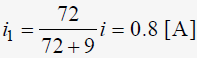 i₁ = 72/(72+9) i = 0.8 [A]